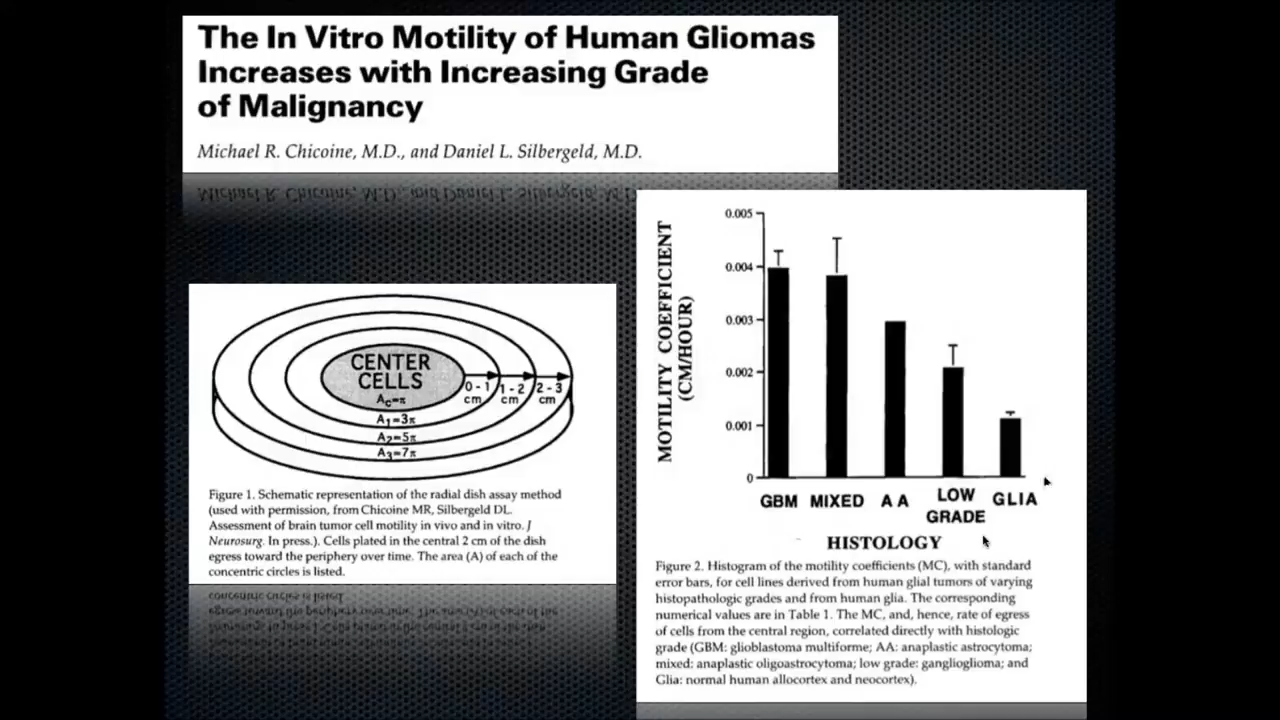 The In Vitro Motility of Human Gliomas
Increases with Increasing Grade
of Malignancy
Michael R. Chicoine, M.D., and Daniel L. Silbergeld, M.D.
CENTER
CELLS
Ac=π
0-1
cm
1-2
cm
2-3
cm
A1=3π
A2=5π
A3=7π
Figure 1. Schematic representation of the radial dish assay method
(used with permission, from Chicoine MR, Silbergeld DL.
Assessment of brain tumor cell motility in vivo and in vitro. J
Neurosurg. In press.). Cells plated in the central 2 cm of the dish
egress toward the periphery over time. The area (A) of each of the
concentric circles is listed.
MOTILITY COEFFICIENT
(CM/HOUR)
0.005
0.004
0.003
0.002
0.001
0
GBM MIXED AA LOW GRADE GLIA
HISTOLOGY
Figure 2. Histogram of the motility coefficients (MC), with standard
error bars, for cell lines derived from human glial tumors of varying
histopathologic grades and from human glia. The corresponding
numerical values are in Table 1. The MC, and, hence, rate of egress
of cells from the central region, correlated directly with histologic
grade (GBM: glioblastoma multiforme; AA: anaplastic astrocytoma;
mixed: anaplastic oligoastrocytoma; low grade: ganglioglioma; and
Glia: normal human allocortex and neocortex).